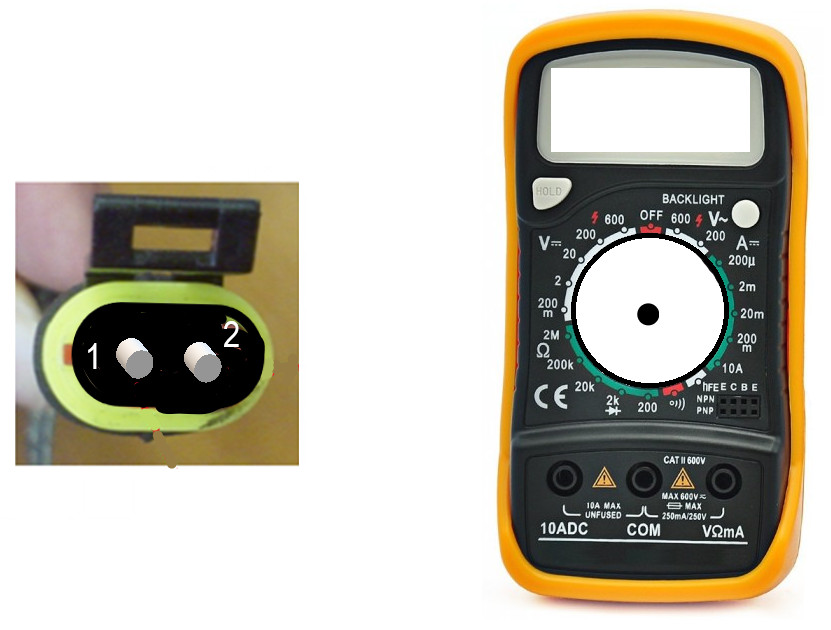 1
2
HOLD
BACKLIGHT
V⎓ 600 OFF 600 V~
200 200
20 A⎓
2 200µ
200m 2m
2M 20m
Ω 200m
200k 10A
20k hFE E C B E
2k NPN
200 PNP
•)))
CE
CAT II 600V
10A MAX
UNFUSED
MAX 600V≂
MAX
250mA/250V
10ADC COM VΩmA